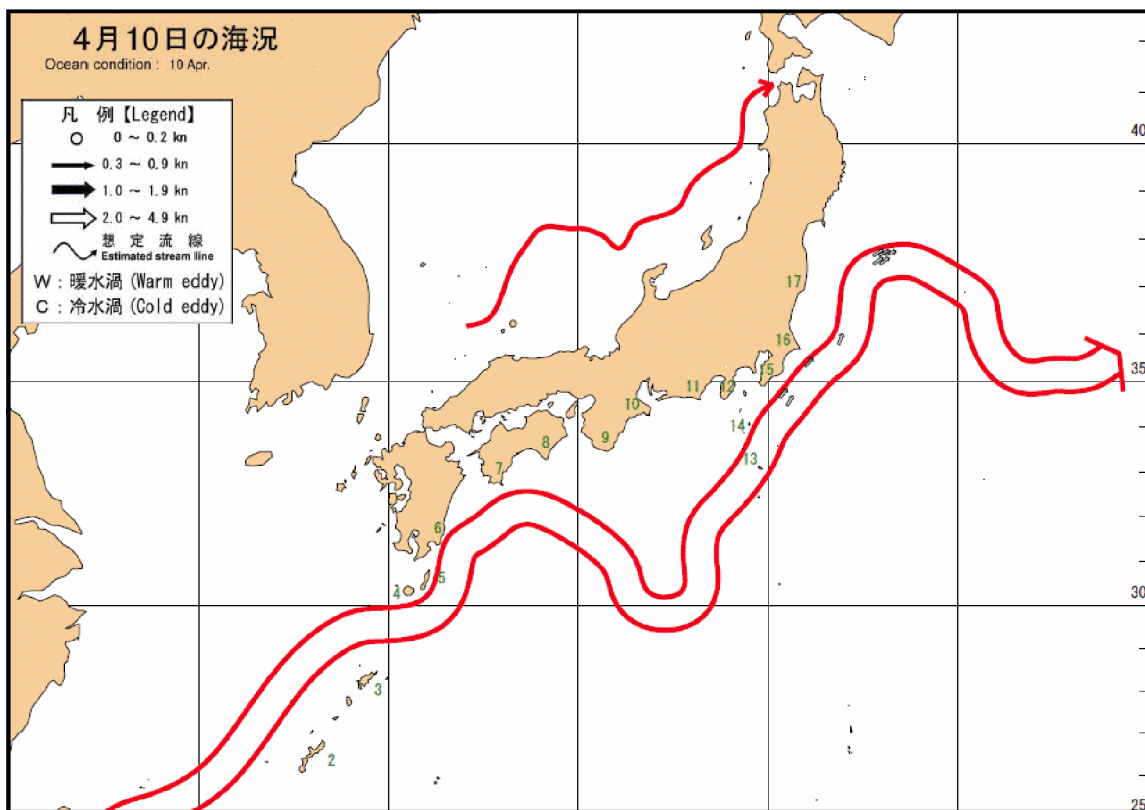 4月10日の海況
Ocean condition : 10 Apr.
凡 例【Legend】
0 ～ 0.2 kn
0.3 ～ 0.9 kn
1.0 ～ 1.9 kn
2.0 ～ 4.9 kn
想 定 流 線
Estimated stream line
W : 暖水渦 (Warm eddy)
C : 冷水渦 (Cold eddy)
40
17
16
35
15
12
11
10
14
9
8
13
7
6
5
4
30
3
2
25